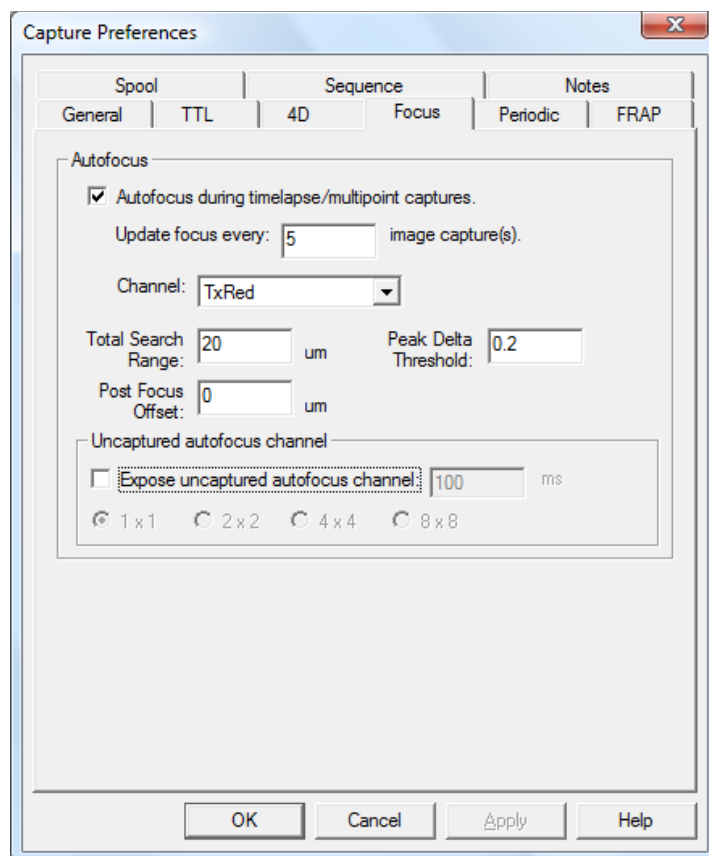 Capture Preferences
Spool Sequence Notes
General TTL 4D Focus Periodic FRAP
Autofocus
Autofocus during timelapse/multipoint captures.
Update focus every: 5 image capture(s).
Channel: TxRed
Total Search Range: 20 um Peak Delta Threshold: 0.2
Post Focus Offset: 0 um
Uncaptured autofocus channel
Expose uncaptured autofocus channel: 100 ms
1 x 1 2 x 2 4 x 4 8 x 8
OK Cancel Apply Help